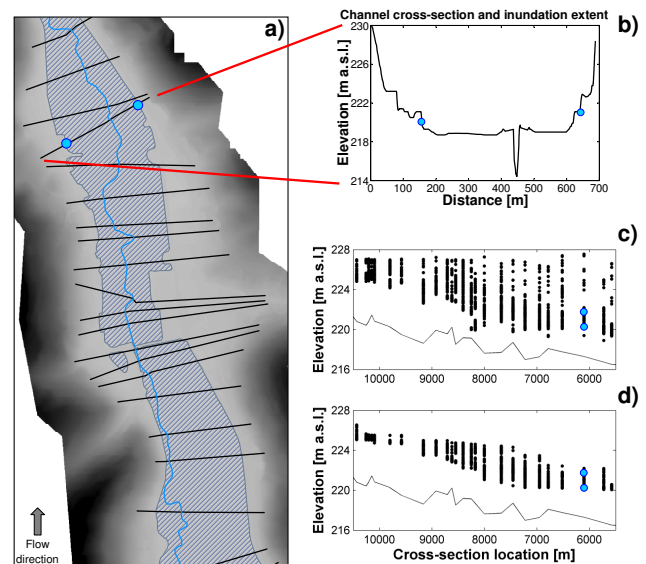 a)
Flow
direction
Channel cross-section and inundation extent
b)
Elevation [m a.s.l.]
230
226
222
218
214
0 100 200 300 400 500 600 700
Distance [m]
c)
Elevation [m a.s.l.]
228
224
220
216
10000 9000 8000 7000 6000
d)
Elevation [m a.s.l.]
228
224
220
216
10000 9000 8000 7000 6000
Cross-section location [m]